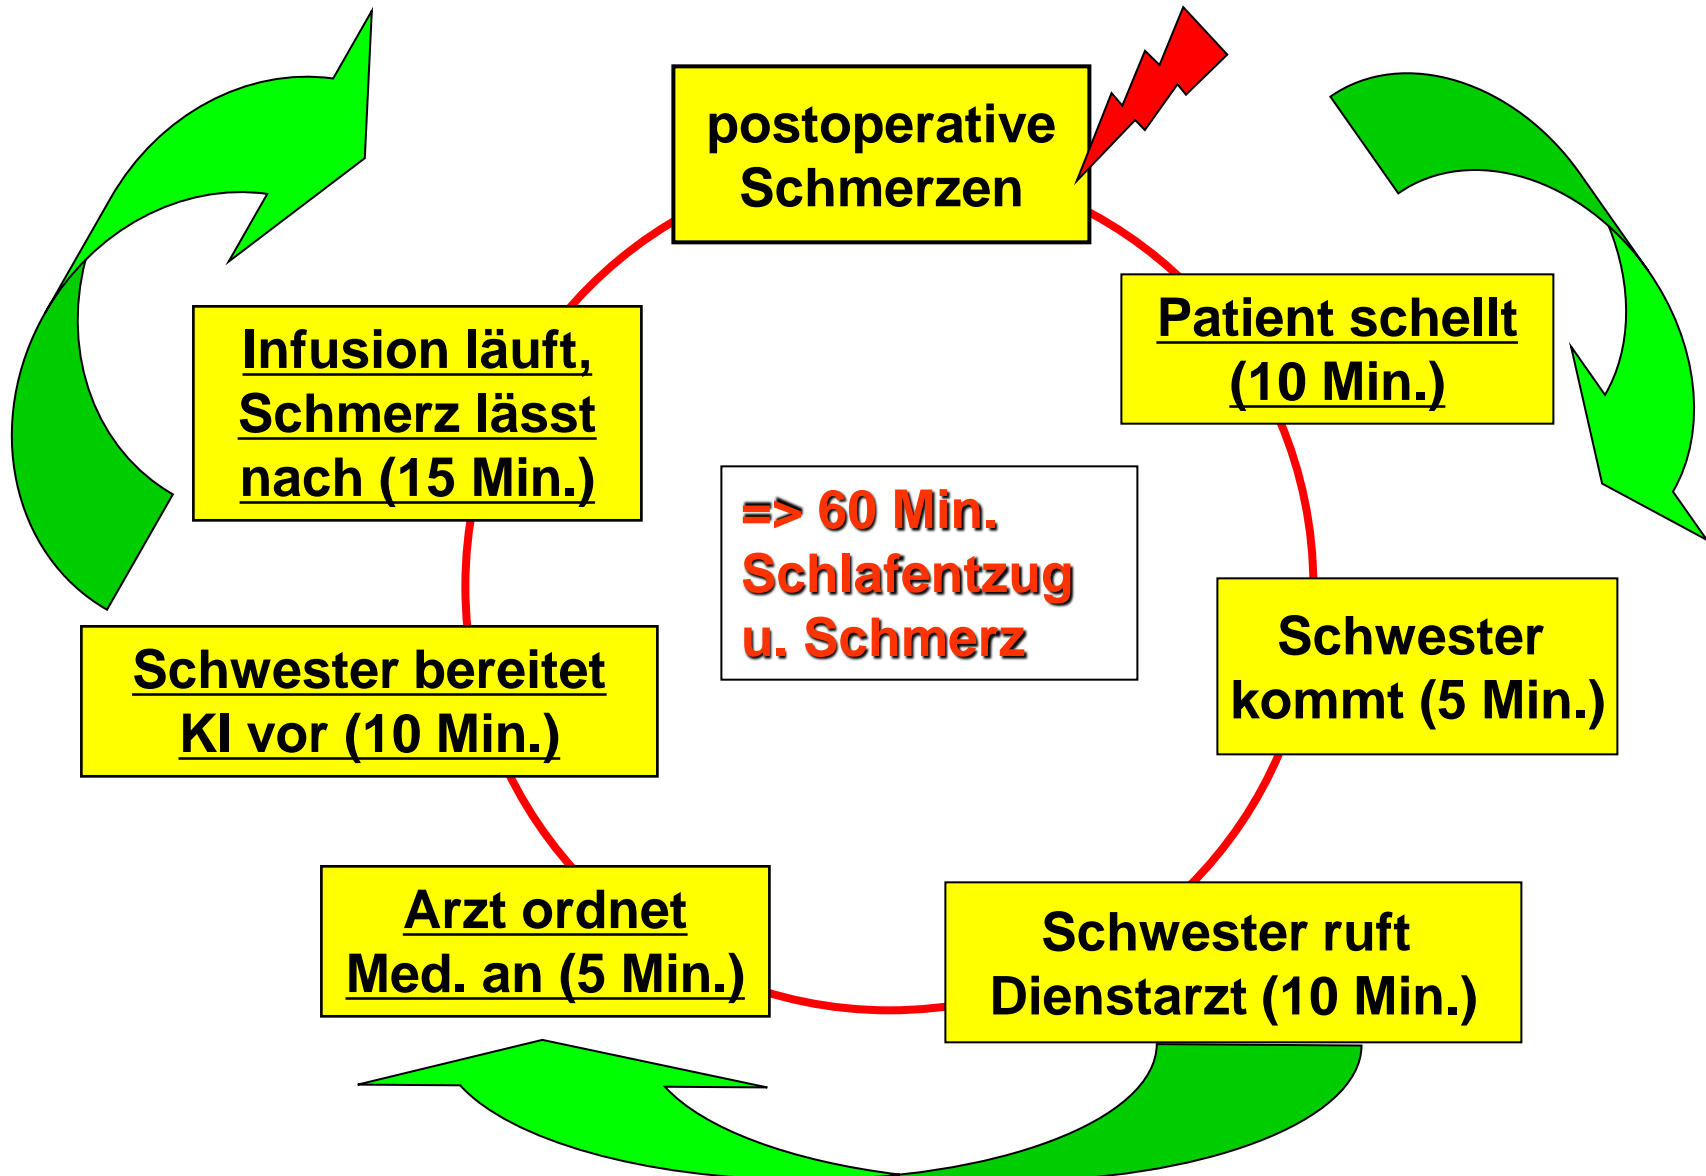 postoperative
Schmerzen
Patient schellt
(10 Min.)
Schwester
kommt (5 Min.)
Schwester ruft
Dienstarzt (10 Min.)
Arzt ordnet
Med. an (5 Min.)
Schwester bereitet
KI vor (10 Min.)
Infusion läuft,
Schmerz lässt
nach (15 Min.)
=> 60 Min.
Schlafentzug
u. Schmerz